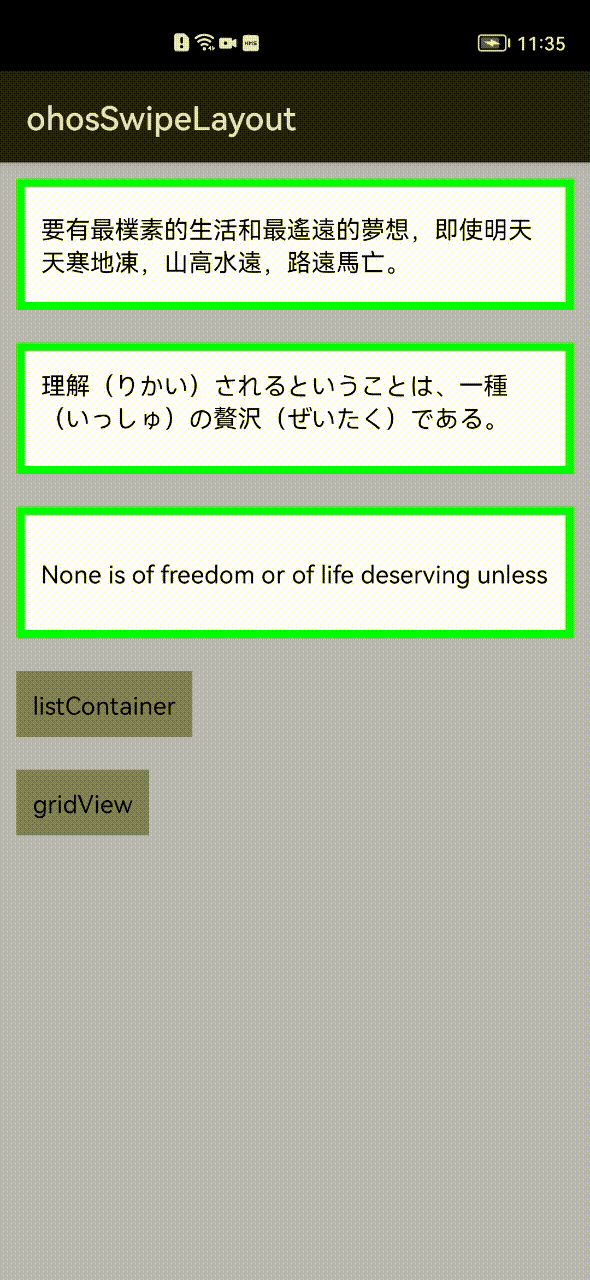 11:35
ohosSwipeLayout
要有最樸素的生活和最遙遠的夢想，即使明天
天寒地凍，山高水遠，路遠馬亡。
理解（りかい）されるということは、一種
（いっしゅ）の贅沢（ぜいたく）である。
None is of freedom or of life deserving unless
listContainer
gridView